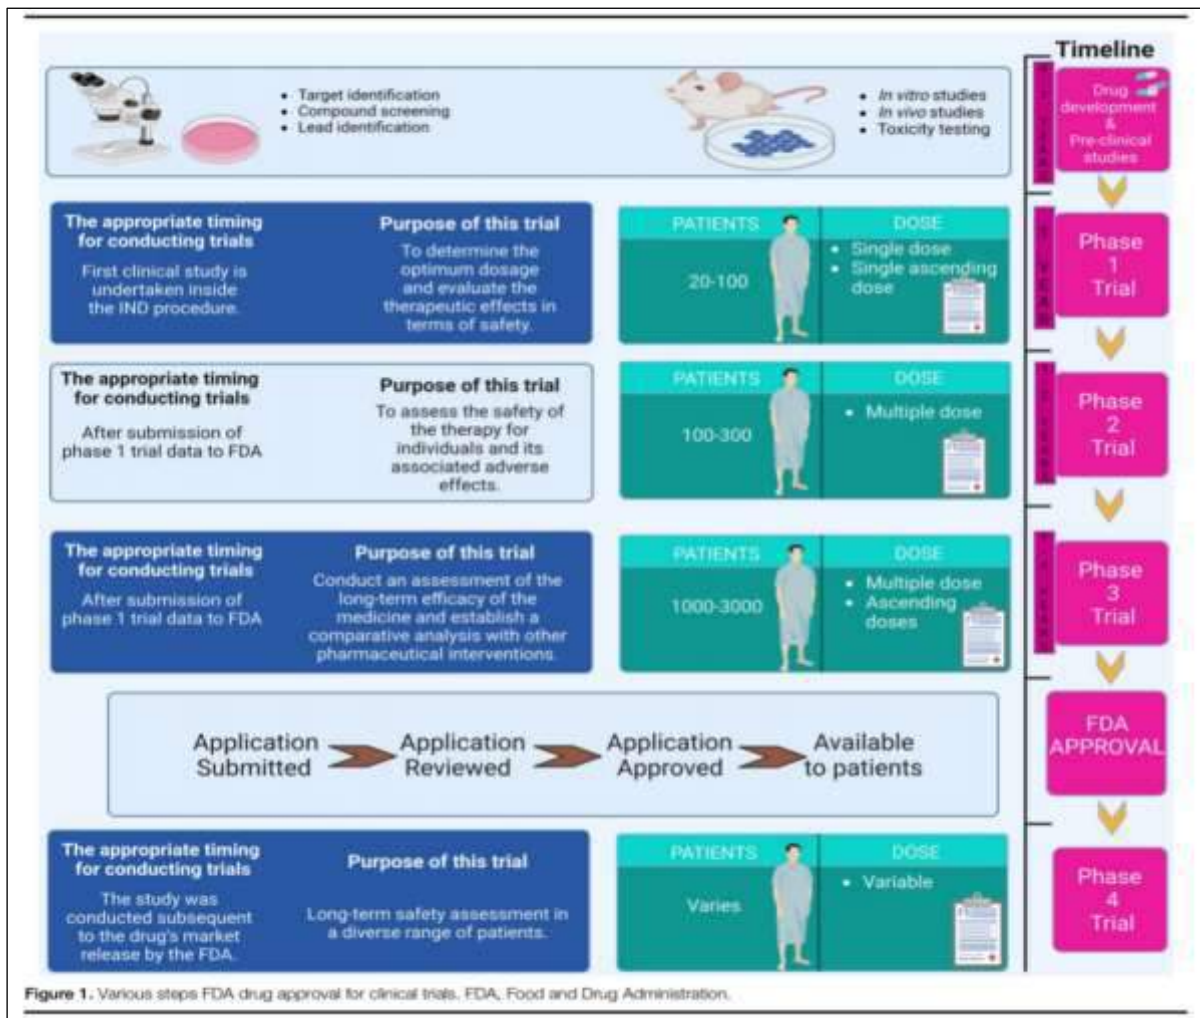 Timeline
• Target identification
• Compound screening
• Lead identification
• In vitro studies
• In vivo studies
• Toxicity testing
Drug
development
&
Pre-clinical
studies
The appropriate timing
for conducting trials
First clinical study is
undertaken inside
the IND procedure.
Purpose of this trial
To determine the
optimum dosage
and evaluate the
therapeutic effects in
terms of safety.
PATIENTS
20-100
DOSE
• Single dose
• Single ascending
dose
Phase
1
Trial
The appropriate timing
for conducting trials
After submission of
phase 1 trial data to FDA
Purpose of this trial
To assess the safety of
the therapy for
individuals and its
associated adverse
effects.
PATIENTS
100-300
DOSE
• Multiple dose
Phase
2
Trial
The appropriate timing
for conducting trials
After submission of
phase 1 trial data to FDA
Purpose of this trial
Conduct an assessment of the
long-term efficacy of the
medicine and establish a
comparative analysis with other
pharmaceutical interventions.
PATIENTS
1000-3000
DOSE
• Multiple dose
• Ascending
doses
Phase
3
Trial
Application
Submitted
Application
Reviewed
Application
Approved
Available
to patients
FDA
APPROVAL
The appropriate timing
for conducting trials
The study was
conducted subsequent
to the drug's market
release by the FDA.
Purpose of this trial
Long-term safety assessment in
a diverse range of patients.
PATIENTS
Varies
DOSE
• Variable
Phase
4
Trial
Figure 1. Various steps FDA drug approval for clinical trials. FDA, Food and Drug Administration.